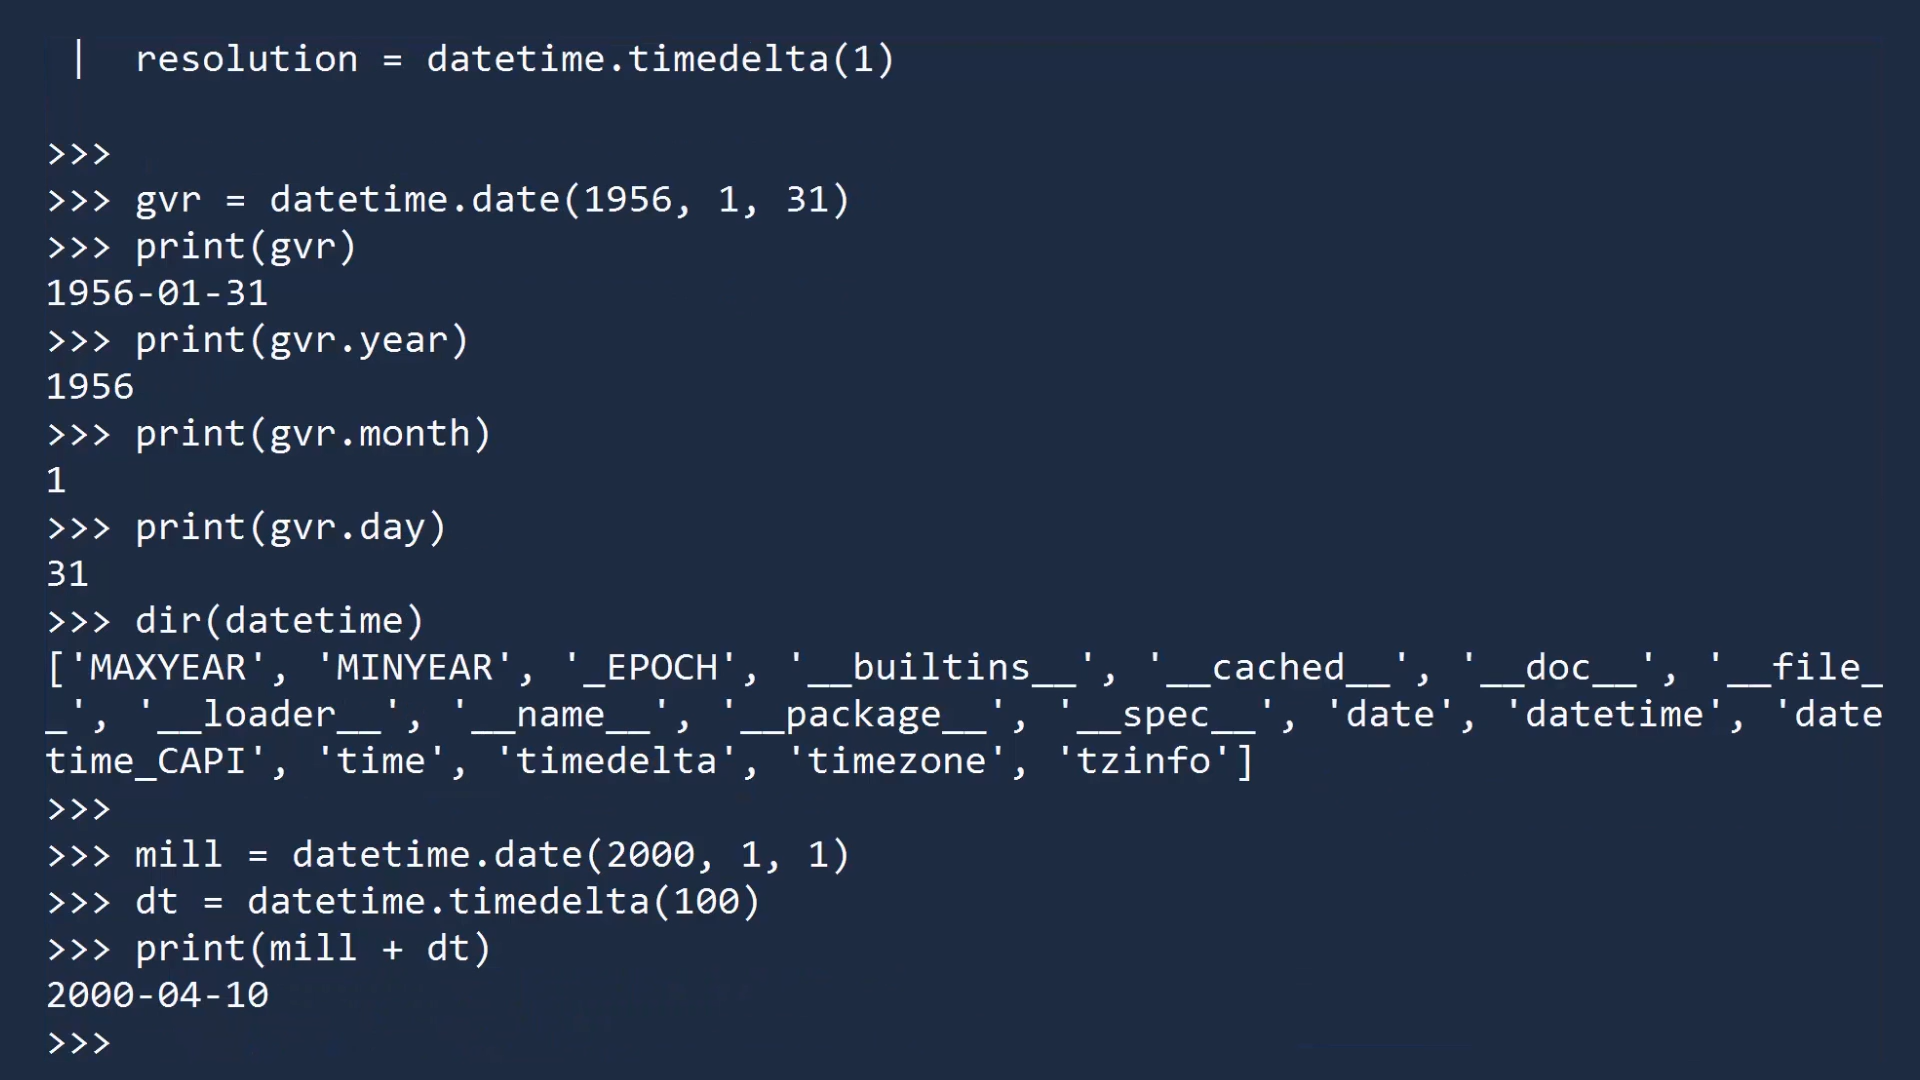 |  resolution = datetime.timedelta(1)
>>>
>>> gvr = datetime.date(1956, 1, 31)
>>> print(gvr)
1956-01-31
>>> print(gvr.year)
1956
>>> print(gvr.month)
1
>>> print(gvr.day)
31
>>> dir(datetime)
['MAXYEAR', 'MINYEAR', '_EPOCH', '__builtins__', '__cached__', '__doc__', '__file_
_', '__loader__', '__name__', '__package__', '__spec__', 'date', 'datetime', 'date
time_CAPI', 'time', 'timedelta', 'timezone', 'tzinfo']
>>>
>>> mill = datetime.date(2000, 1, 1)
>>> dt = datetime.timedelta(100)
>>> print(mill + dt)
2000-04-10
>>>